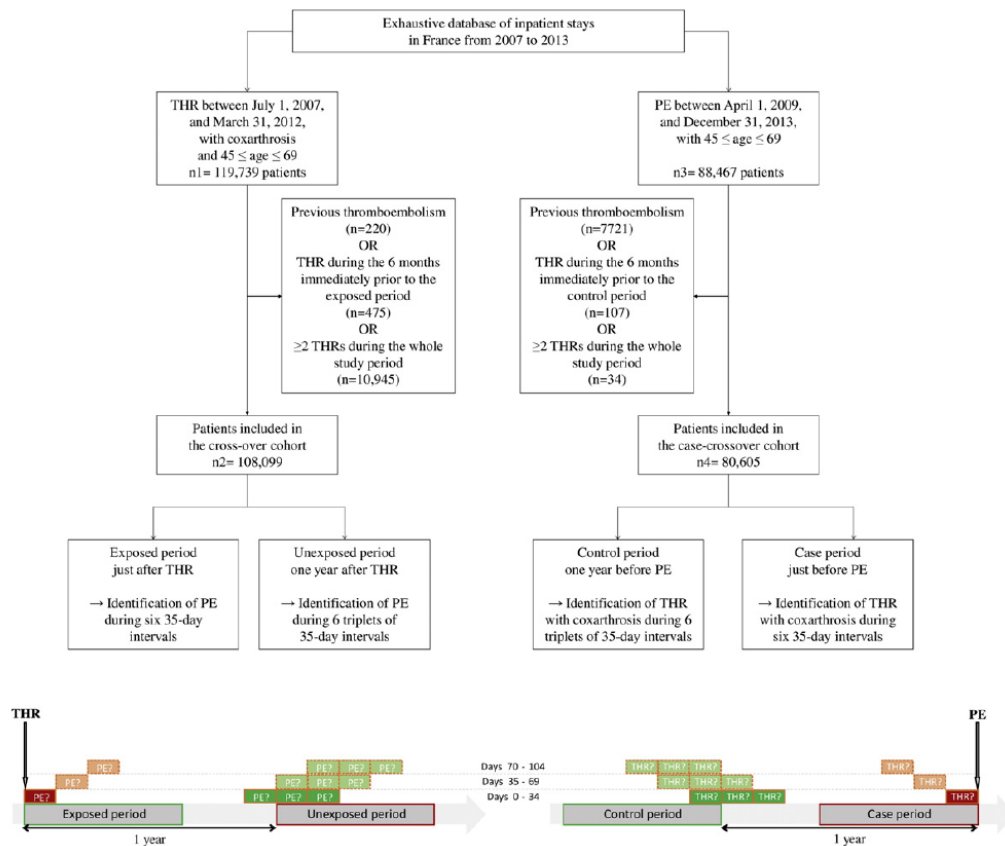 Exhaustive database of inpatient stays
in France from 2007 to 2013
THR between July 1, 2007,
and March 31, 2012,
with coxarthrosis
and 45 ≤ age ≤ 69
n1= 119,739 patients
PE between April 1, 2009,
and December 31, 2013,
with 45 ≤ age ≤ 69
n3= 88,467 patients
Previous thromboembolism
(n=220)
OR
THR during the 6 months
immediately prior to the
exposed period
(n=475)
OR
≥2 THRs during the whole
study period
(n=10,945)
Previous thromboembolism
(n=7721)
OR
THR during the 6 months
immediately prior to the
control period
(n=107)
OR
≥2 THRs during the whole
study period
(n=34)
Patients included in
the cross-over cohort
n2= 108,099
Patients included in
the case-crossover cohort
n4= 80,605
Exposed period
just after THR
→ Identification of PE
during six 35-day
intervals
Unexposed period
one year after THR
→ Identification of PE
during 6 triplets of
35-day intervals
Control period
one year before PE
→ Identification of THR
with coxarthrosis during 6
triplets of 35-day intervals
Case period
just before PE
→ Identification of THR
with coxarthrosis during
six 35-day intervals
THR
PE
PE? PE? PE? PE? Days 70 - 104 THR? THR? THR? THR?
PE? PE? PE? PE? Days 35 - 69 THR? THR? THR? THR?
PE? PE? PE? PE? Days 0 - 34 THR? THR? THR? THR?
Exposed period Unexposed period Control period Case period
1 year 1 year